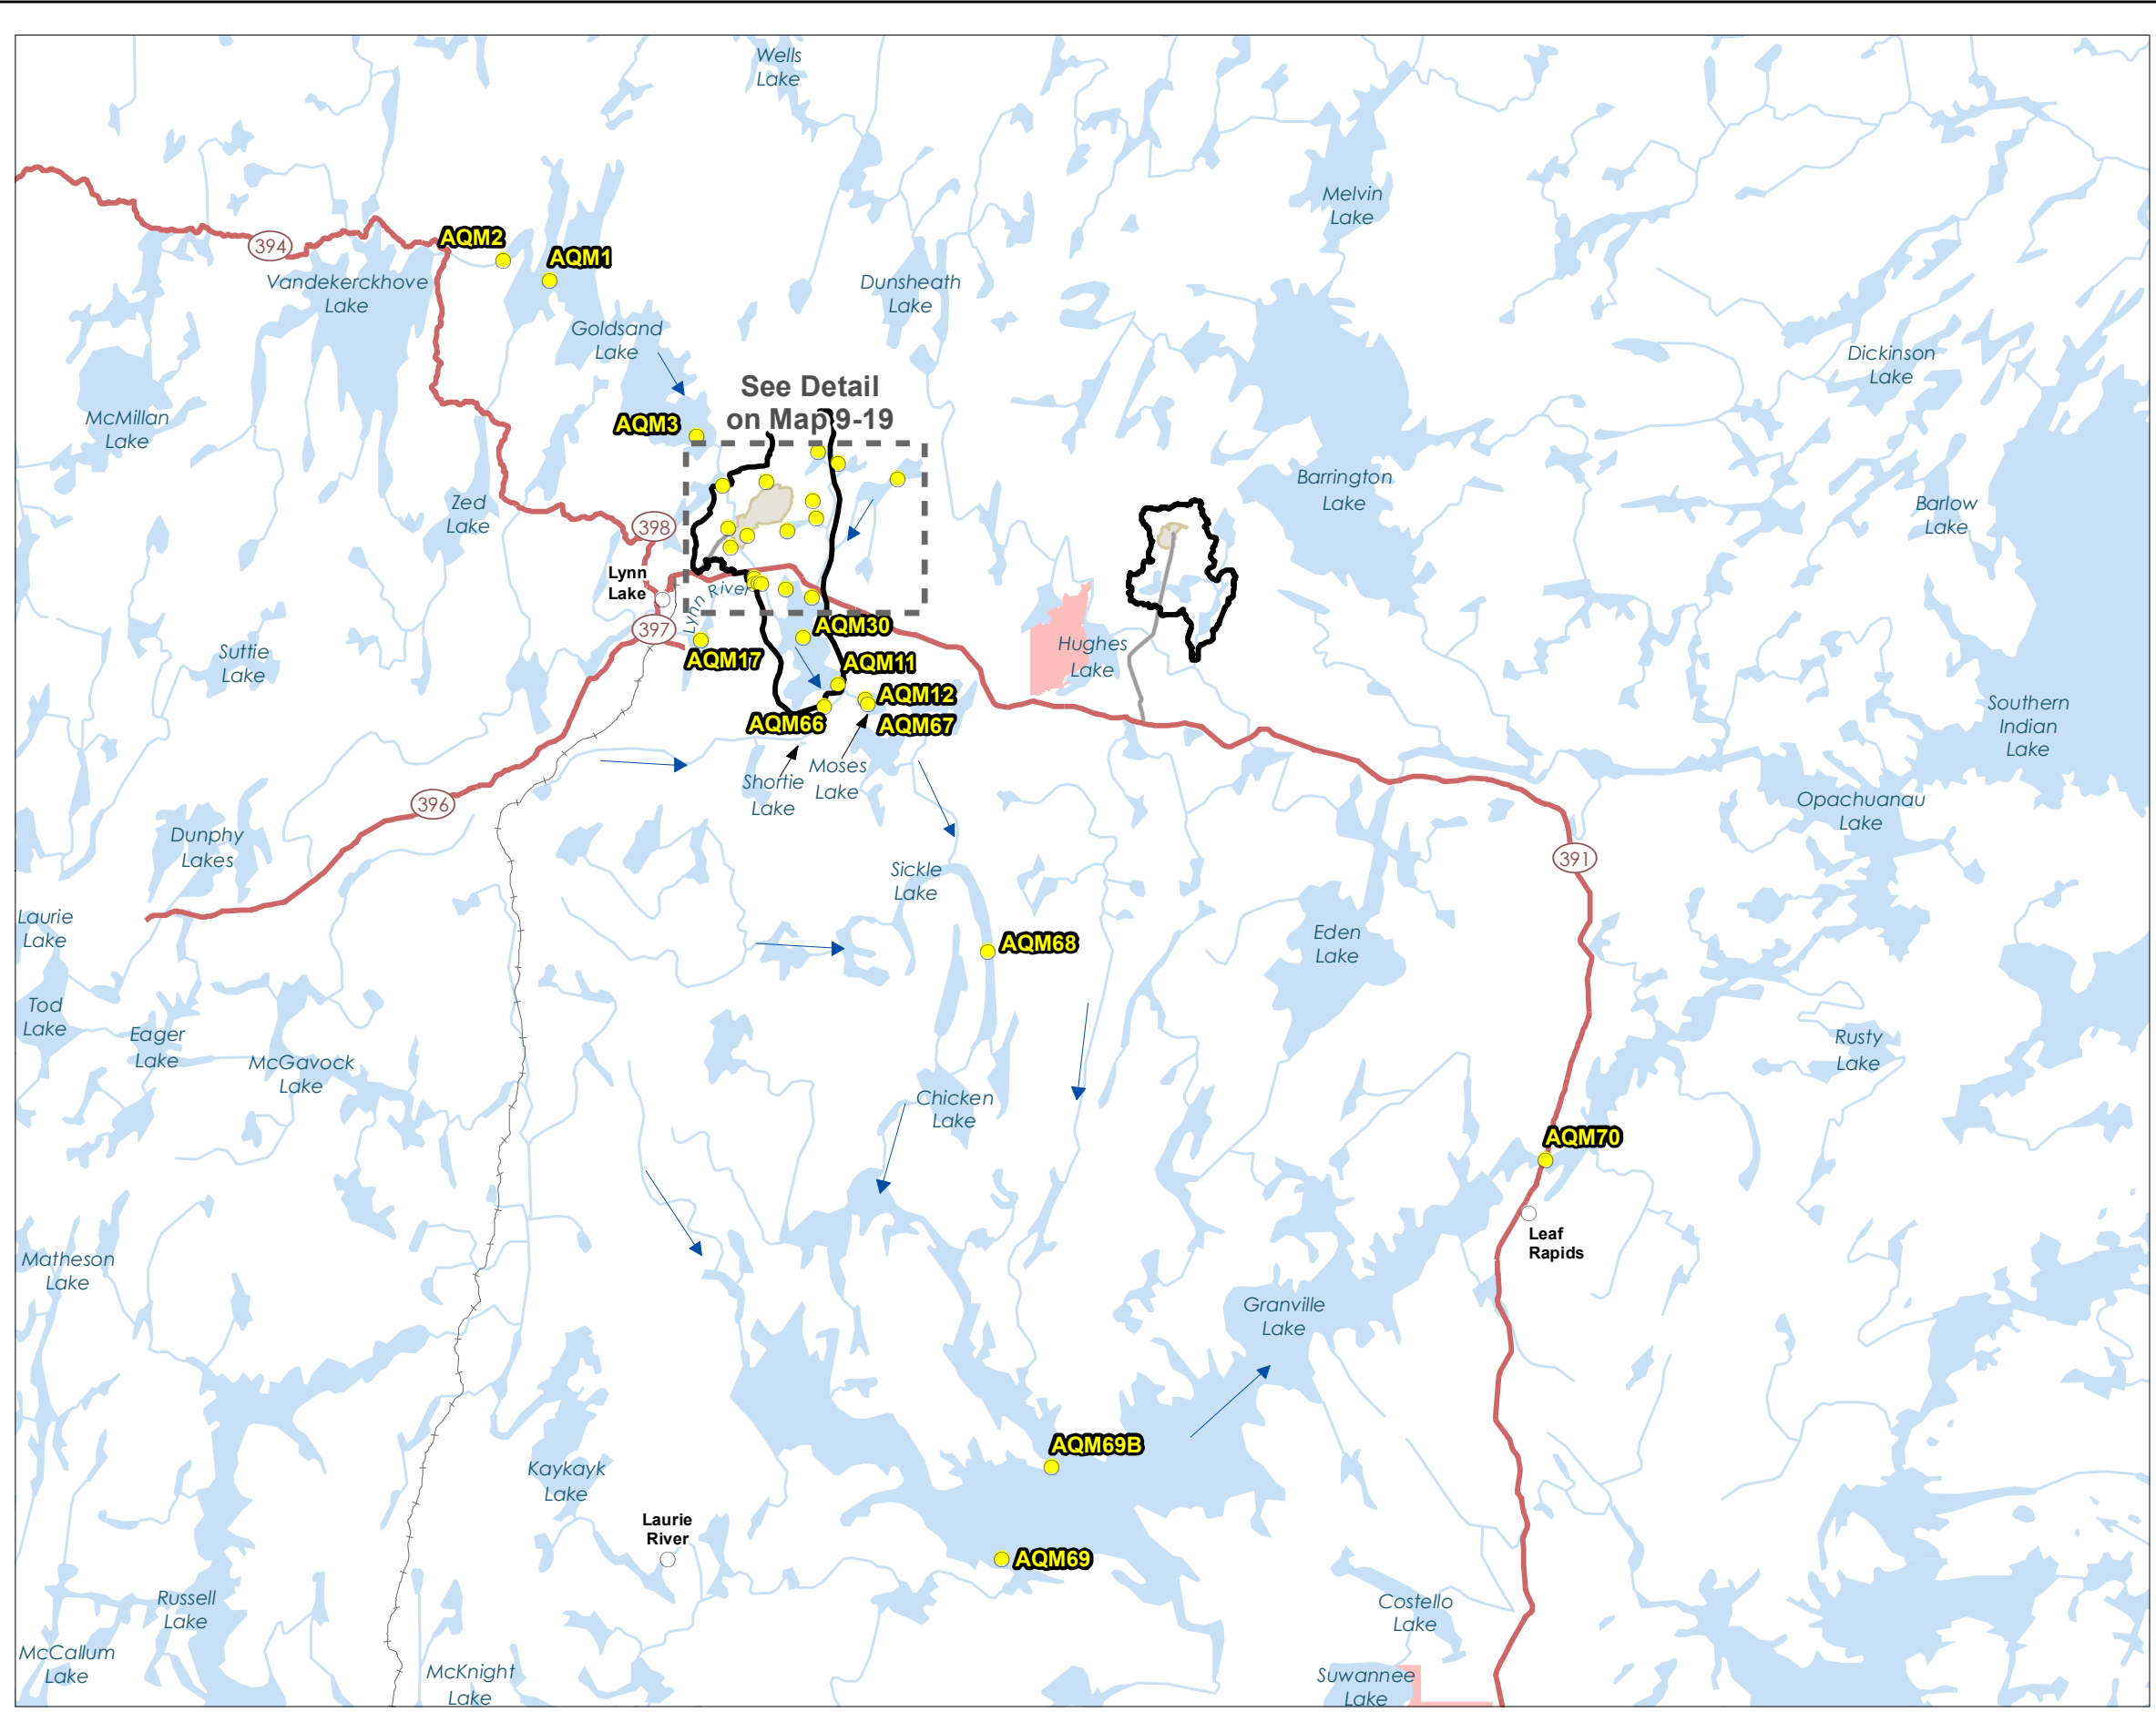 Wells
Lake
Melvin
Lake
AQM2
394
AQM1
Vandekerckhove
Lake
Dunsheath
Lake
Goldsand
Lake
Dickinson
Lake
See Detail
on Map 9-19
McMillan
Lake
AQM3
Barrington
Lake
Zed
Lake
Barlow
Lake
398
Lynn
Lake
Lynn River
397
AQM30
Hughes
Lake
Suttie
Lake
AQM17
AQM11
AQM12
AQM66
AQM67
Southern
Indian
Lake
Moses
Lake
Shortie
Lake
396
Opachuanau
Lake
Dunphy
Lakes
391
Sickle
Lake
Laurie
Lake
AQM68
Eden
Lake
Tod
Lake
Eager
Lake
McGavock
Lake
Rusty
Lake
Chicken
Lake
AQM70
Leaf
Rapids
Matheson
Lake
Granville
Lake
AQM69B
Kaykayk
Lake
Laurie
River
AQM69
Russell
Lake
Costello
Lake
McCallum
Lake
McKnight
Lake
Suwannee
Lake